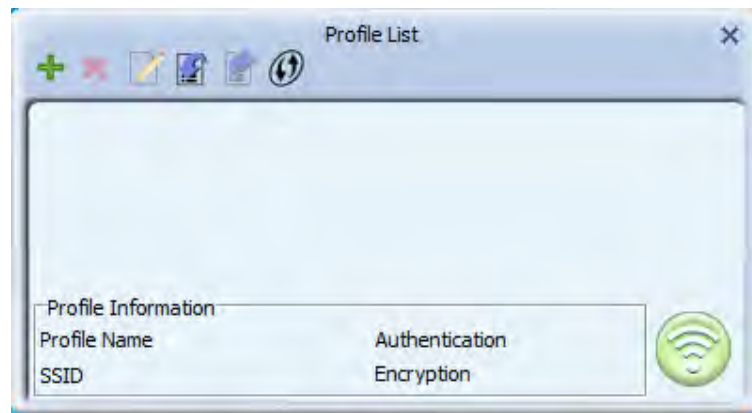 Profile List
Profile Information
Profile Name
Authentication
SSID
Encryption